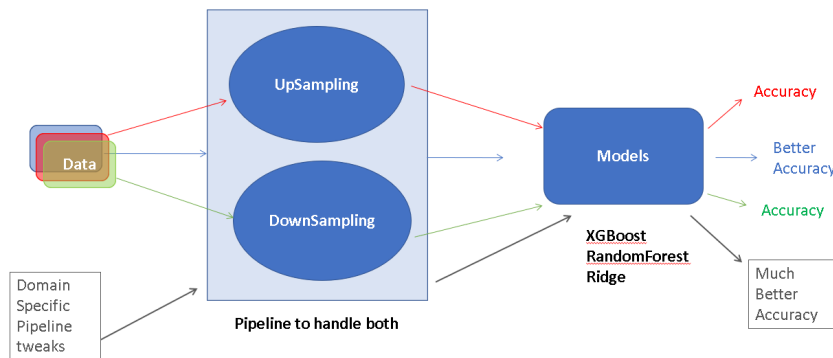 UpSampling
Accuracy
Data
Models
Better
Accuracy
DownSampling
Accuracy
XGBoost
RandomForest
Ridge
Domain
Specific
Pipeline
tweaks
Much
Better
Accuracy
Pipeline to handle both